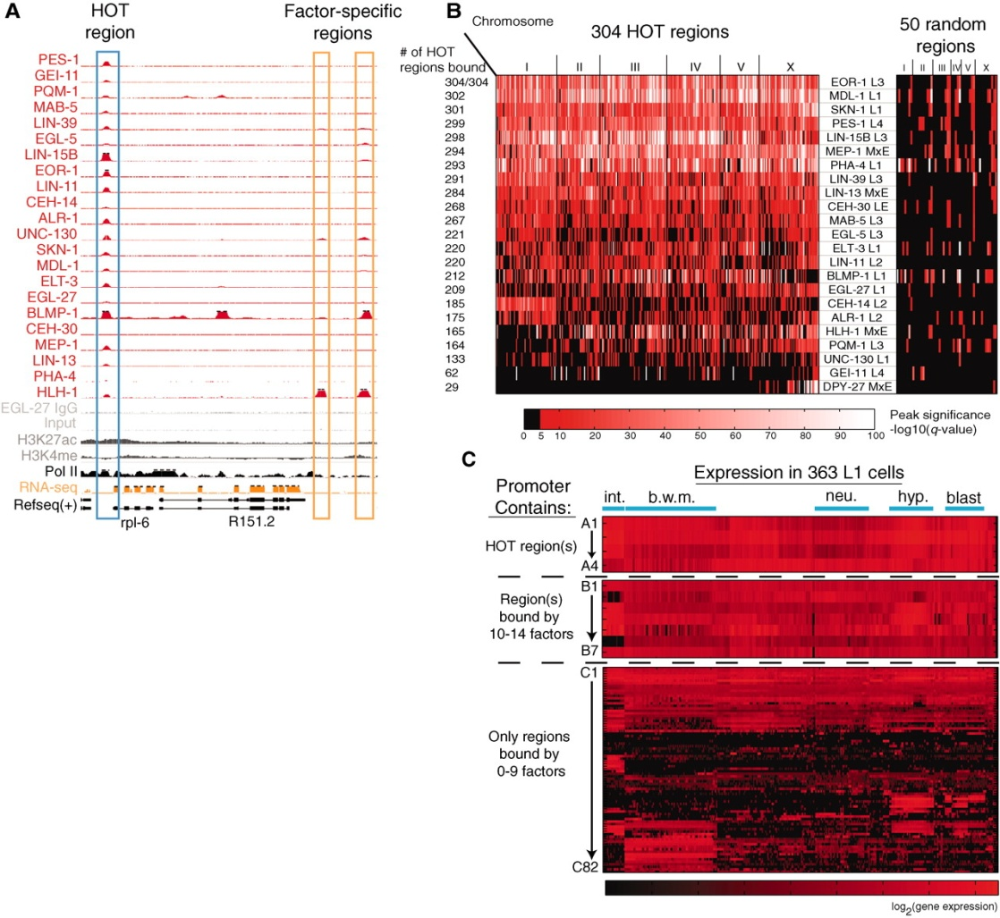 A
HOT
region
Factor-specific
regions
PES-1
GEI-11
PQM-1
MAB-5
LIN-39
EGL-5
LIN-15B
EOR-1
LIN-11
CEH-14
ALR-1
UNC-130
SKN-1
MDL-1
ELT-3
EGL-27
BLMP-1
CEH-30
MEP-1
LIN-13
PHA-4
HLH-1
EGL-27 IgG
Input
H3K27ac
H3K4me
Pol II
RNA-seq
Refseq(+)
rpl-6 R151.2
B
Chromosome
304 HOT regions
50 random
regions
# of HOT
regions bound
I II III IV V X
I II III IV V X
304/304 EOR-1 L3
302 MDL-1 L1
301 SKN-1 L1
299 PES-1 L4
298 LIN-15B L3
294 MEP-1 MxE
293 PHA-4 L1
291 LIN-39 L3
284 LIN-13 MxE
268 CEH-30 LE
267 MAB-5 L3
221 EGL-5 L3
220 ELT-3 L1
220 LIN-11 L2
212 BLMP-1 L1
209 EGL-27 L1
185 CEH-14 L2
175 ALR-1 L2
165 HLH-1 MxE
164 PQM-1 L3
133 UNC-130 L1
62 GEI-11 L4
29 DPY-27 MxE
0 5 10 20 30 40 50 60 70 80 90 100
Peak significance
-log10(q-value)
C
Expression in 363 L1 cells
Promoter
Contains:
int. b.w.m. neu. hyp. blast
A1
HOT region(s)
A4
B1
Region(s)
bound by
10-14 factors
B7
C1
Only regions
bound by
0-9 factors
C82
log2(gene expression)